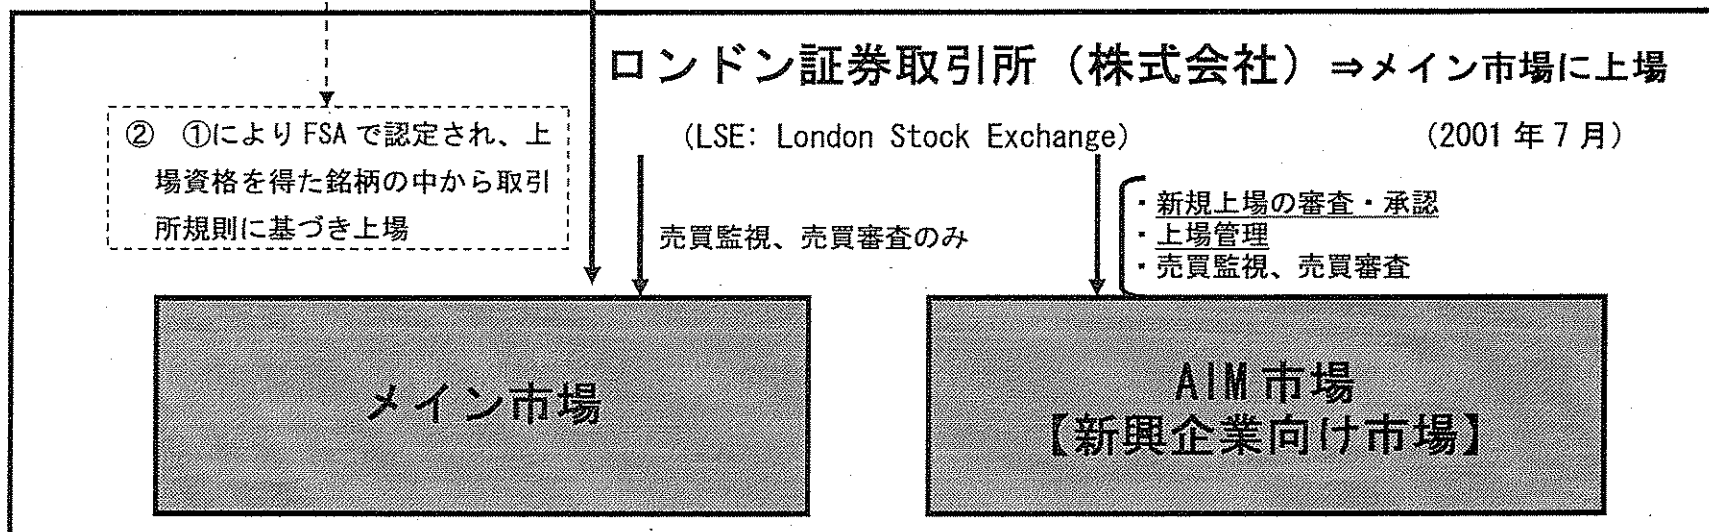 ロンドン証券取引所(株式会社)⇒メイン市場に上場
(LSE: London Stock Exchange) (2001年7月)
② ①によりFSAで認定され、上
場資格を得た銘柄の中から取引
所規則に基づき上場
売買監視、売買審査のみ
・新規上場の審査・承認
・上場管理
・売買監視、売買審査
メイン市場
AIM市場
【新興企業向け市場】